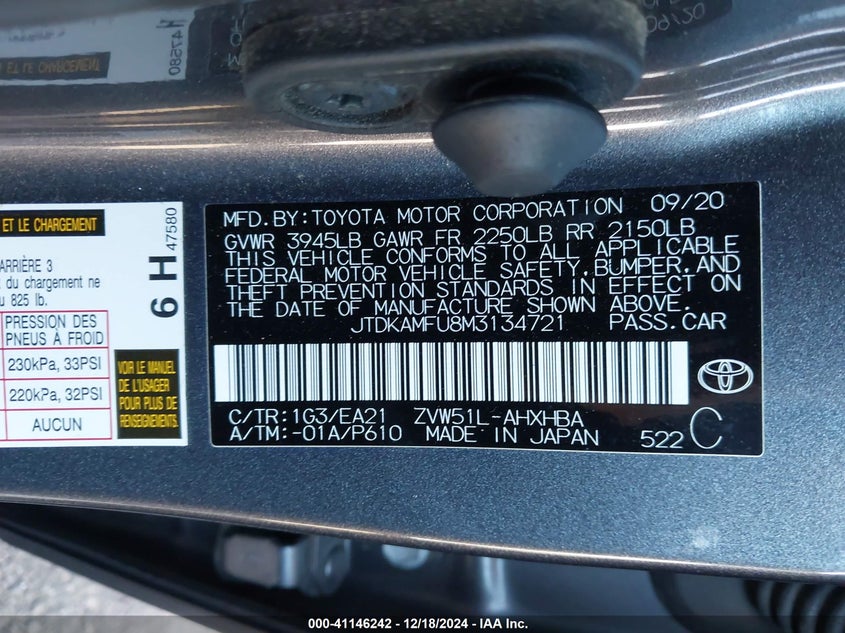 ET LE CHARGEMENT
ARRIÈRE 3
du chargement ne
825 lb.
PRESSION DES
PNEUS À FROID
230kPa, 33PSI
220kPa, 32PSI
AUCUN
47580
6 H
VOIR LE MANUEL
DE L'USAGER
POUR PLUS DE
RENSEIGNEMENTS
MFD.BY:TOYOTA MOTOR CORPORATION 09/20
GVWR 3945LB GAWR FR 2250LB RR 2150LB
THIS VEHICLE CONFORMS TO ALL APPLICABLE
FEDERAL MOTOR VEHICLE SAFETY,BUMPER,AND
THEFT PREVENTION STANDARDS IN EFFECT ON
THE DATE OF MANUFACTURE SHOWN ABOVE.
JTDKAMFU8M3134721 PASS.CAR
C/TR:1G3/EA21 ZVW51L-AHXHBA
A/TM:-01A/P610 MADE IN JAPAN 522 C
000-41146242 - 12/18/2024 - IAA Inc.